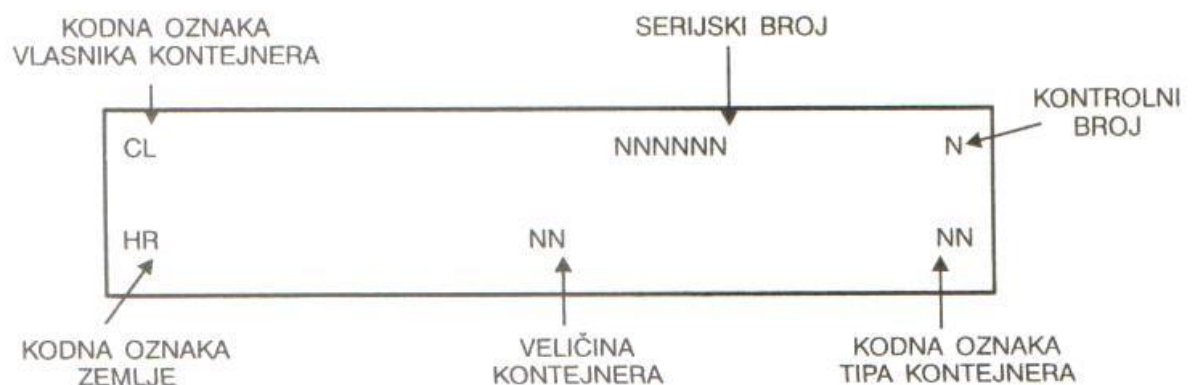 KODNA OZNAKA
VLASNIKA KONTEJNERA
SERIJSKI BROJ
KONTROLNI
BROJ
CL NNNNNN N
HR NN NN
KODNA OZNAKA
ZEMLJE
VELIČINA
KONTEJNERA
KODNA OZNAKA
TIPA KONTEJNERA